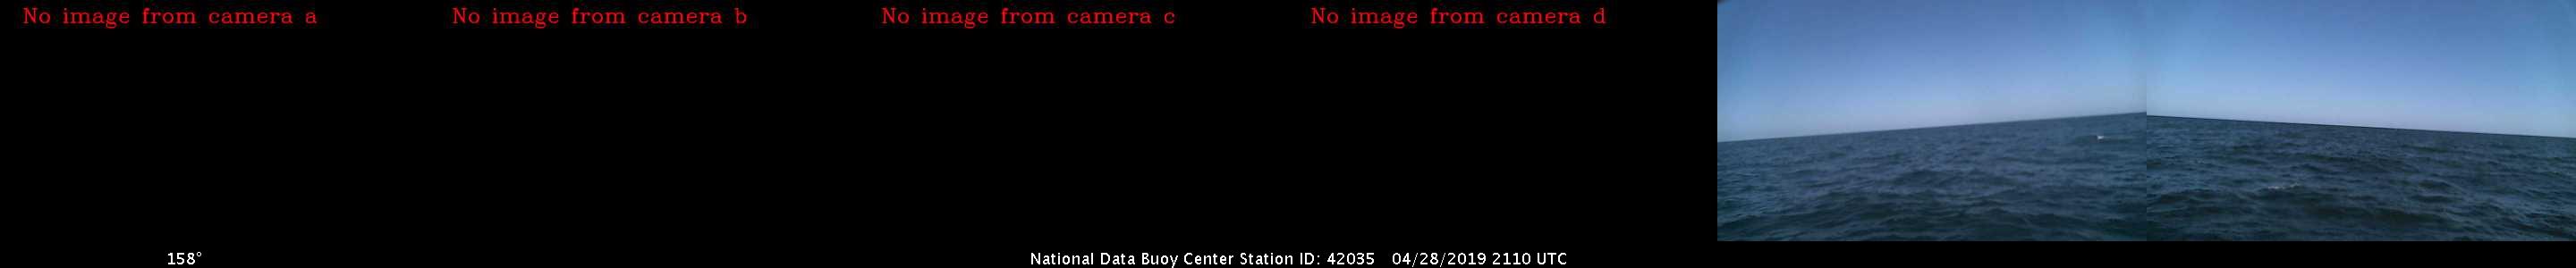 No image from camera a
No image from camera b
No image from camera c
No image from camera d
158°
National Data Buoy Center Station ID: 42035 04/28/2019 2110 UTC